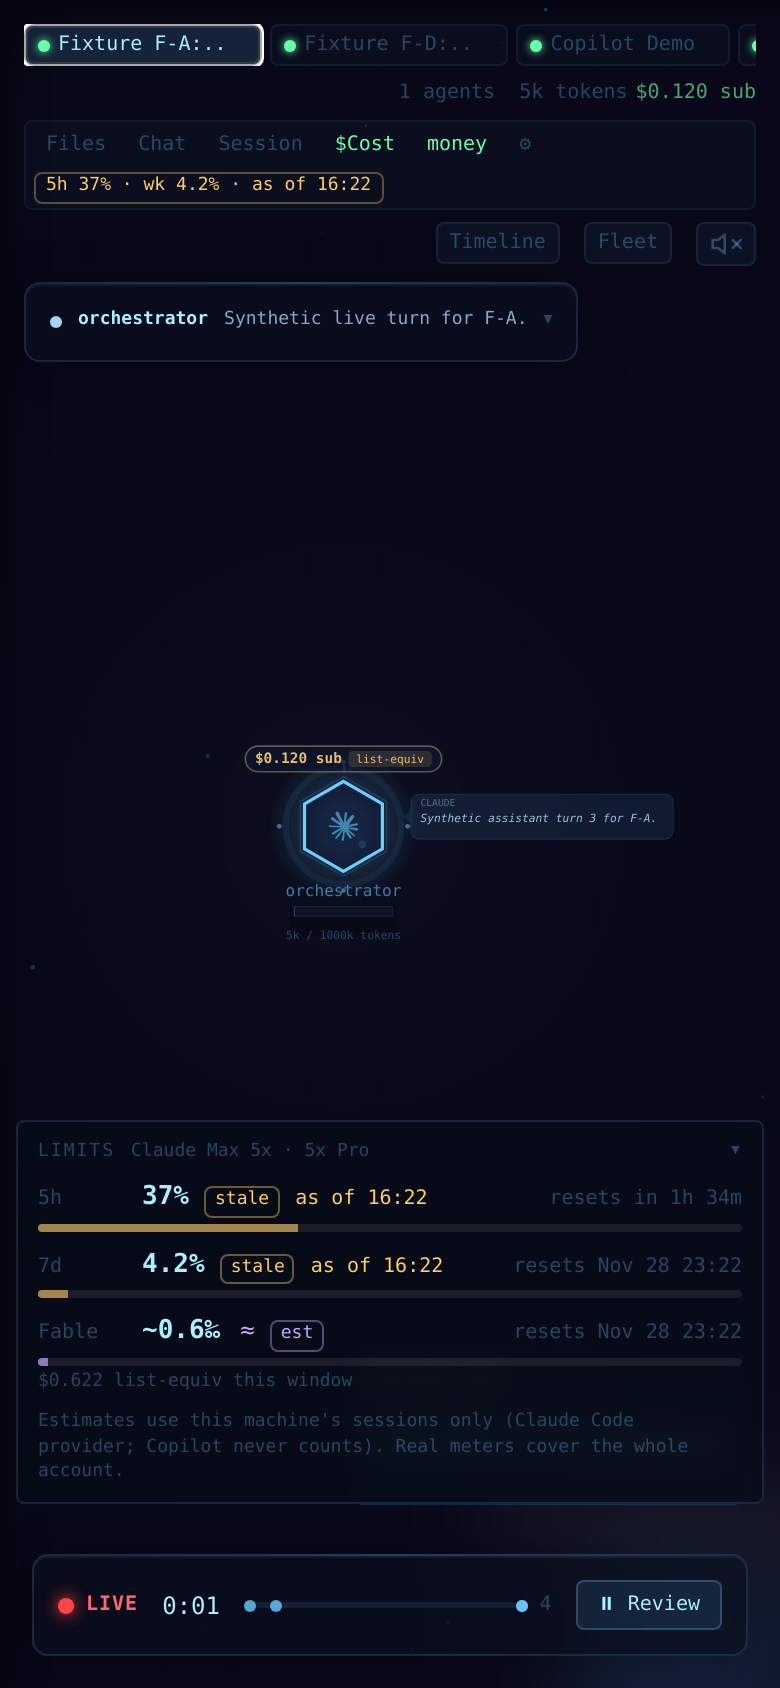 Fixture F-A:.. Fixture F-D:.. Copilot Demo
1 agents 5k tokens $0.120 sub
Files Chat Session $Cost money ⚙
5h 37% · wk 4.2% · as of 16:22
Timeline Fleet
orchestrator Synthetic live turn for F-A. ▼
$0.120 sub list-equiv
CLAUDE
Synthetic assistant turn 3 for F-A.
orchestrator
5k / 1000k tokens
LIMITS Claude Max 5x · 5x Pro ▼
5h 37% stale as of 16:22 resets in 1h 34m
7d 4.2% stale as of 16:22 resets Nov 28 23:22
Fable ~0.6% ≈ est resets Nov 28 23:22
$0.622 list-equiv this window
Estimates use this machine's sessions only (Claude Code
provider; Copilot never counts). Real meters cover the whole
account.
LIVE 0:01 4 ⏸ Review